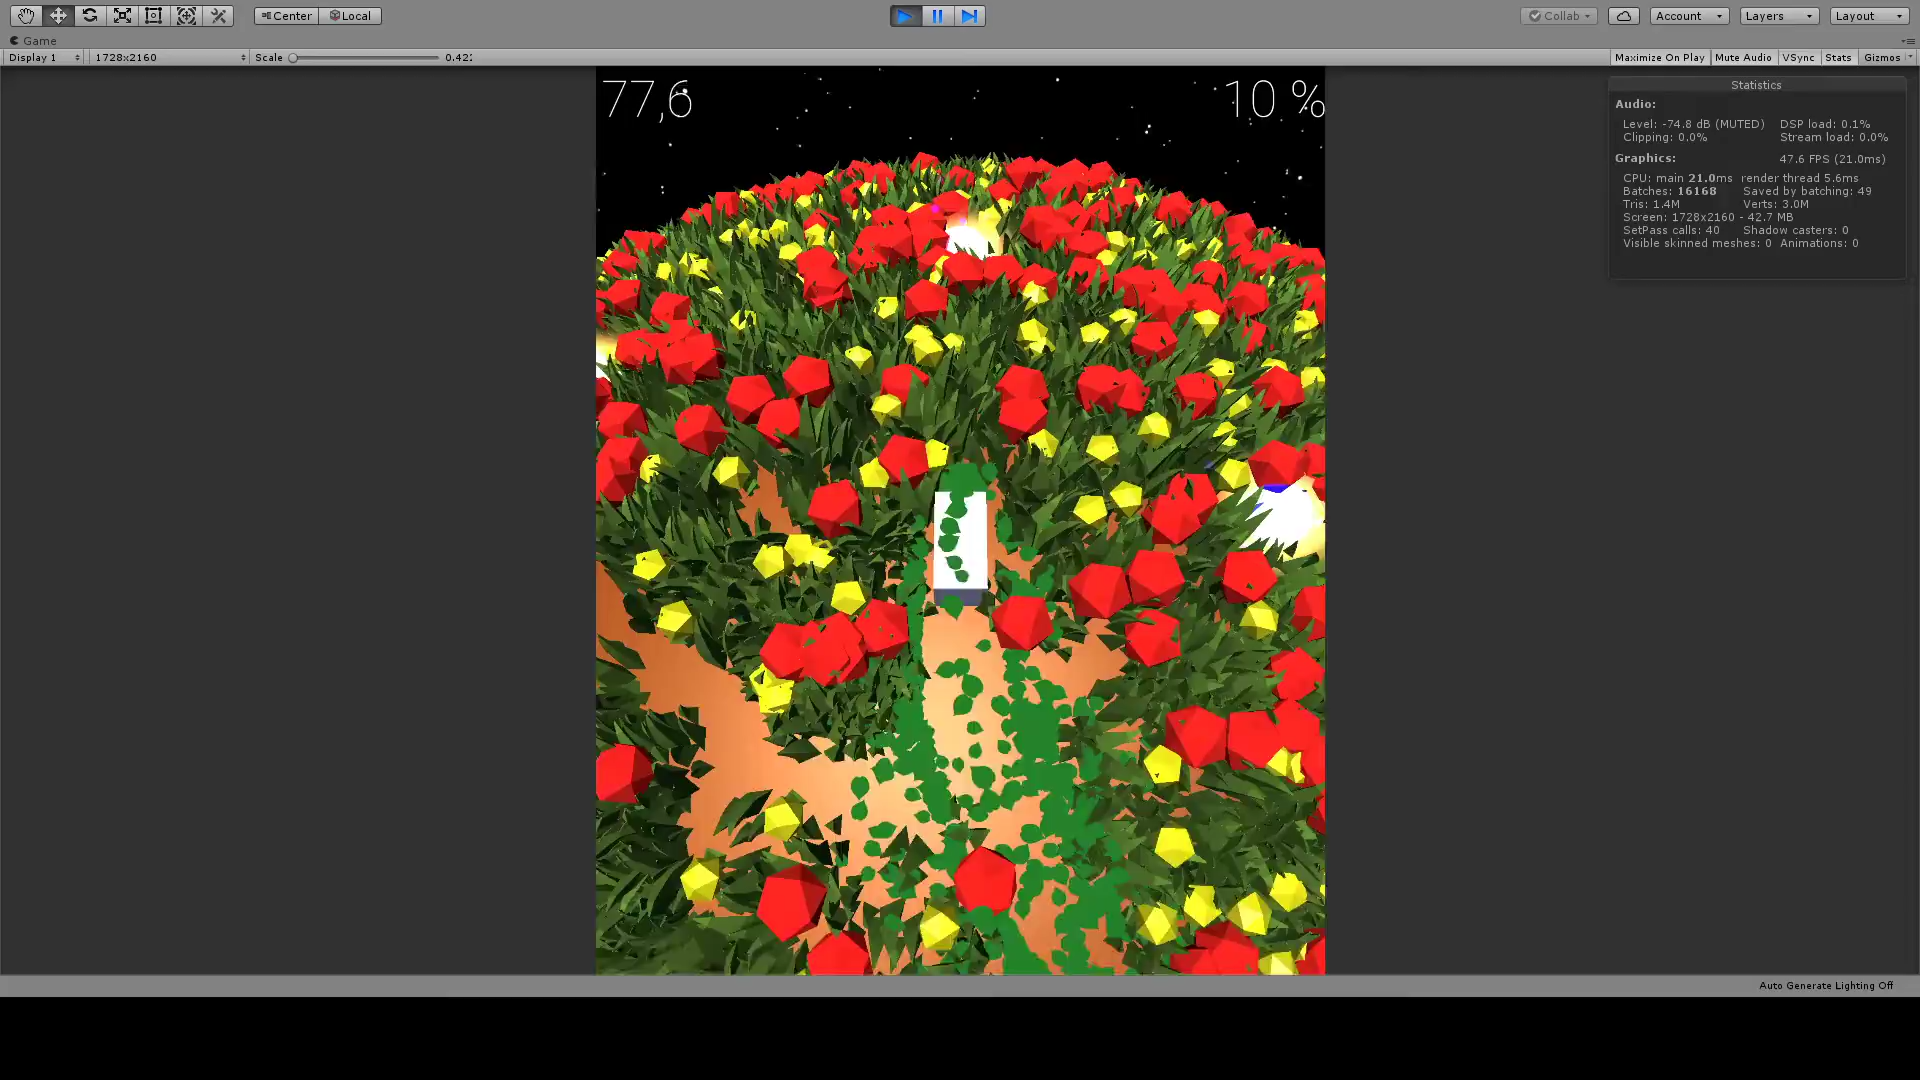 Center Local
Collab Account Layers Layout
Game
Display 1 1728x2160 Scale 0.42: Maximize On Play Mute Audio VSync Stats Gizmos
77,6 10 %
Statistics
Audio:
Level: -74.8 dB (MUTED) DSP load: 0.1%
Clipping: 0.0% Stream load: 0.0%
Graphics: 47.6 FPS (21.0ms)
CPU: main 21.0ms render thread 5.6ms
Batches: 16168 Saved by batching: 49
Tris: 1.4M Verts: 3.0M
Screen: 1728x2160 - 42.7 MB
SetPass calls: 40 Shadow casters: 0
Visible skinned meshes: 0 Animations: 0
Auto Generate Lighting Off